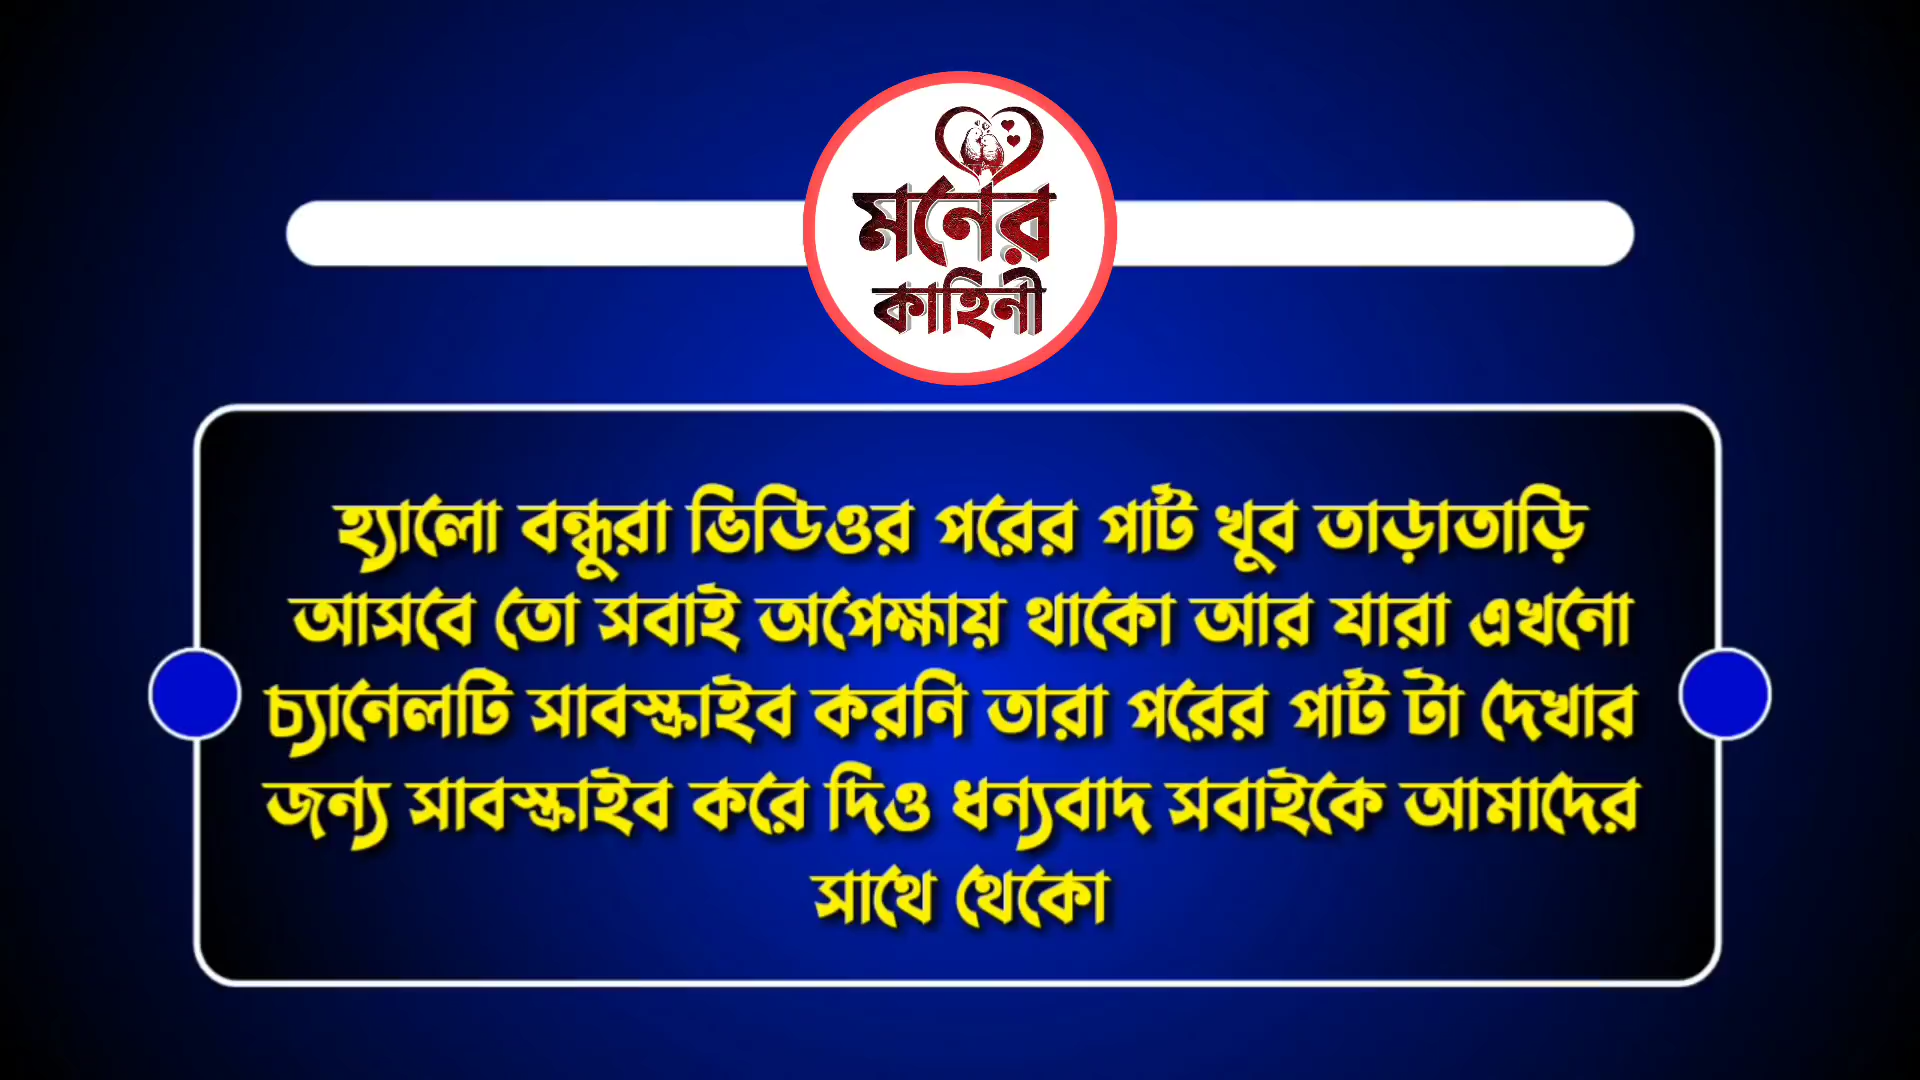 মনের
কাহিনী
হ্যালো বন্ধুরা ভিডিওর পরের পার্ট খুব তাড়াতাড়ি
আসবে তো সবাই অপেক্ষায় থাকো আর যারা এখনো
চ্যানেলটি সাবস্ক্রাইব করনি তারা পরের পার্ট টা দেখার
জন্য সাবস্ক্রাইব করে দিও ধন্যবাদ সবাইকে আমাদের
সাথে থেকো